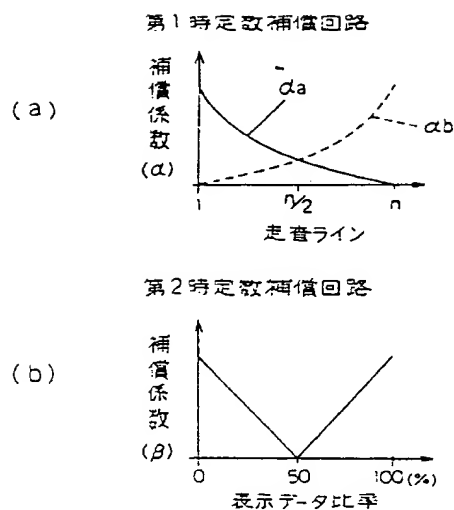 第1時定数補償回路
(a)
補償係数
(α)
αa
αb
1
n/2
n
走査ライン
第2時定数補償回路
(b)
補償係数
(β)
0
50
100(%)
表示データ比率